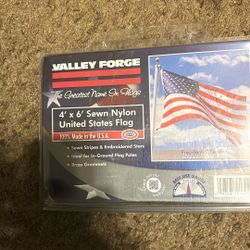 VALLEY FORGE
The Greatest Name In Flags
4' x 6' Sewn Nylon
United States Flag
100% Made in the U.S.A.
• Sewn Stripes & Embroidered Stars
• Ideal for In-Ground Flag Poles
• Brass Grommets